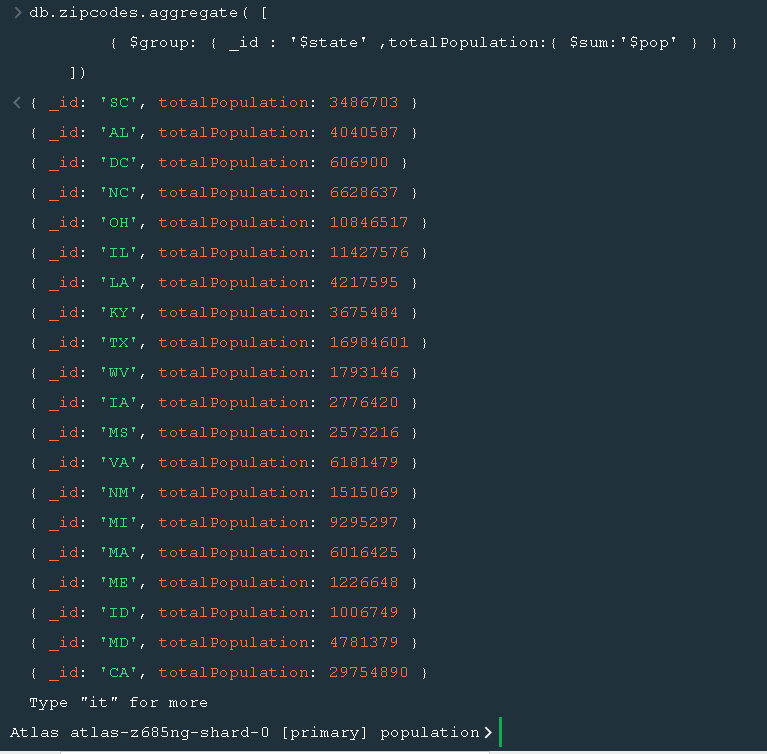 > db.zipcodes.aggregate( [
{ $group: { _id : '$state' ,totalPopulation:{ $sum:'$pop' } } }
])
< { _id: 'SC', totalPopulation: 3486703 }
{ _id: 'AL', totalPopulation: 4040587 }
{ _id: 'DC', totalPopulation: 606900 }
{ _id: 'NC', totalPopulation: 6628637 }
{ _id: 'OH', totalPopulation: 10846517 }
{ _id: 'IL', totalPopulation: 11427576 }
{ _id: 'LA', totalPopulation: 4217595 }
{ _id: 'KY', totalPopulation: 3675484 }
{ _id: 'TX', totalPopulation: 16984601 }
{ _id: 'WV', totalPopulation: 1793146 }
{ _id: 'IA', totalPopulation: 2776420 }
{ _id: 'MS', totalPopulation: 2573216 }
{ _id: 'VA', totalPopulation: 6181479 }
{ _id: 'NM', totalPopulation: 1515069 }
{ _id: 'MI', totalPopulation: 9295297 }
{ _id: 'MA', totalPopulation: 6016425 }
{ _id: 'ME', totalPopulation: 1226648 }
{ _id: 'ID', totalPopulation: 1006749 }
{ _id: 'MD', totalPopulation: 4781379 }
{ _id: 'CA', totalPopulation: 29754890 }
Type "it" for more
Atlas atlas-z685ng-shard-0 [primary] population>